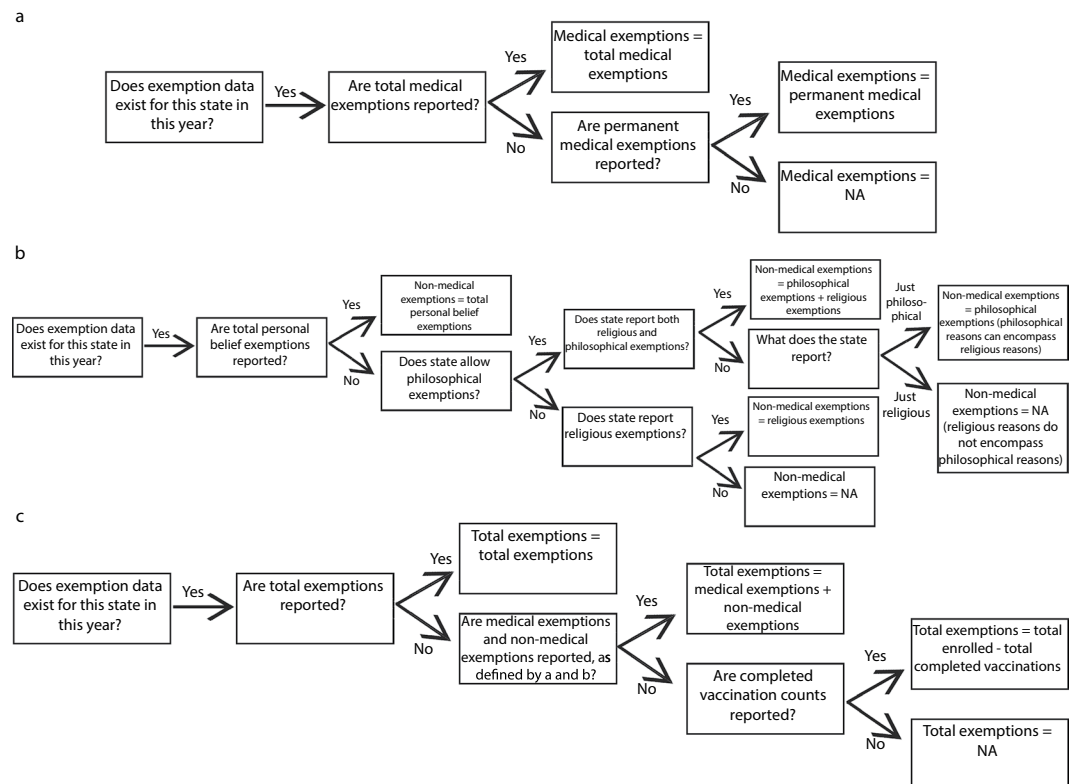 a
Does exemption data
exist for this state in
this year?
Yes
Are total medical
exemptions reported?
Yes
No
Medical exemptions =
total medical
exemptions
Are permanent
medical exemptions
reported?
Yes
No
Medical exemptions =
permanent medical
exemptions
Medical exemptions =
NA
b
Does exemption data
exist for this state in
this year?
Yes
Are total personal
belief exemptions
reported?
Yes
No
Non-medical
exemptions = total
personal belief
exemptions
Does state allow
philosophical
exemptions?
Yes
No
Does state report both
religious and
philosophical exemptions?
Does state report
religious exemptions?
Yes
No
Non-medical exemptions
= philosophical
exemptions + religious
exemptions
What does the state
report?
Yes
No
Non-medical exemptions
= religious exemptions
Non-medical
exemptions = NA
Just
philoso-
phical
Just
religious
Non-medical exemptions
= philosophical
exemptions (philosophical
reasons can encompass
religious reasons)
Non-medical
exemptions = NA
(religious reasons do
not encompass
philosophical reasons)
c
Does exemption data
exist for this state in
this year?
Yes
Are total exemptions
reported?
Yes
No
Total exemptions =
total exemptions
Are medical exemptions
and non-medical
exemptions reported, as
defined by a and b?
Yes
No
Total exemptions =
medical exemptions +
non-medical
exemptions
Are completed
vaccination counts
reported?
Yes
No
Total exemptions = total
enrolled - total
completed vaccinations
Total exemptions =
NA